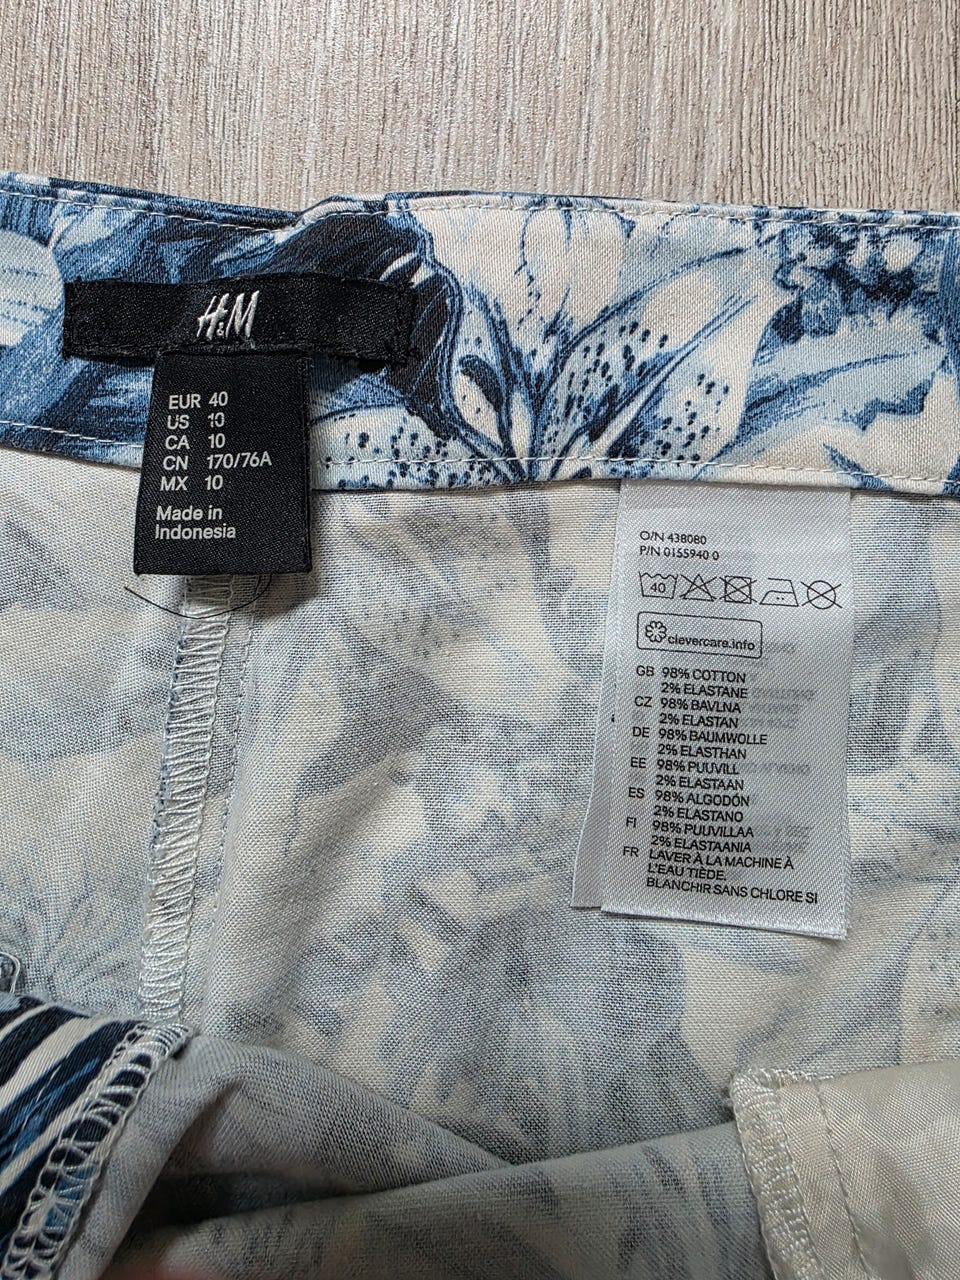 H&M
EUR 40
US 10
CA 10
CN 170/76A
MX 10
Made in
Indonesia
O/N 438080
P/N 0155940 0
40
clevercare.info
GB 98% COTTON
2% ELASTANE
CZ 98% BAVLNA
2% ELASTAN
DE 98% BAUMWOLLE
2% ELASTHAN
EE 98% PUUVILL
2% ELASTAAN
ES 98% ALGODÓN
2% ELASTANO
FI 98% PUUVILLAA
2% ELASTAANIA
FR LAVER À LA MACHINE À
L'EAU TIÈDE.
BLANCHIR SANS CHLORE SI